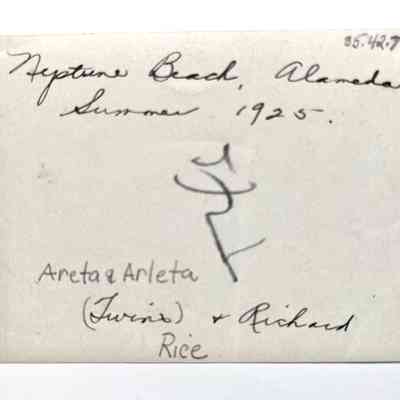 85.42.7
Neptune Beach, Alameda
Summer 1925.
Areta & Arleta
(Twins) + Richard
Rice